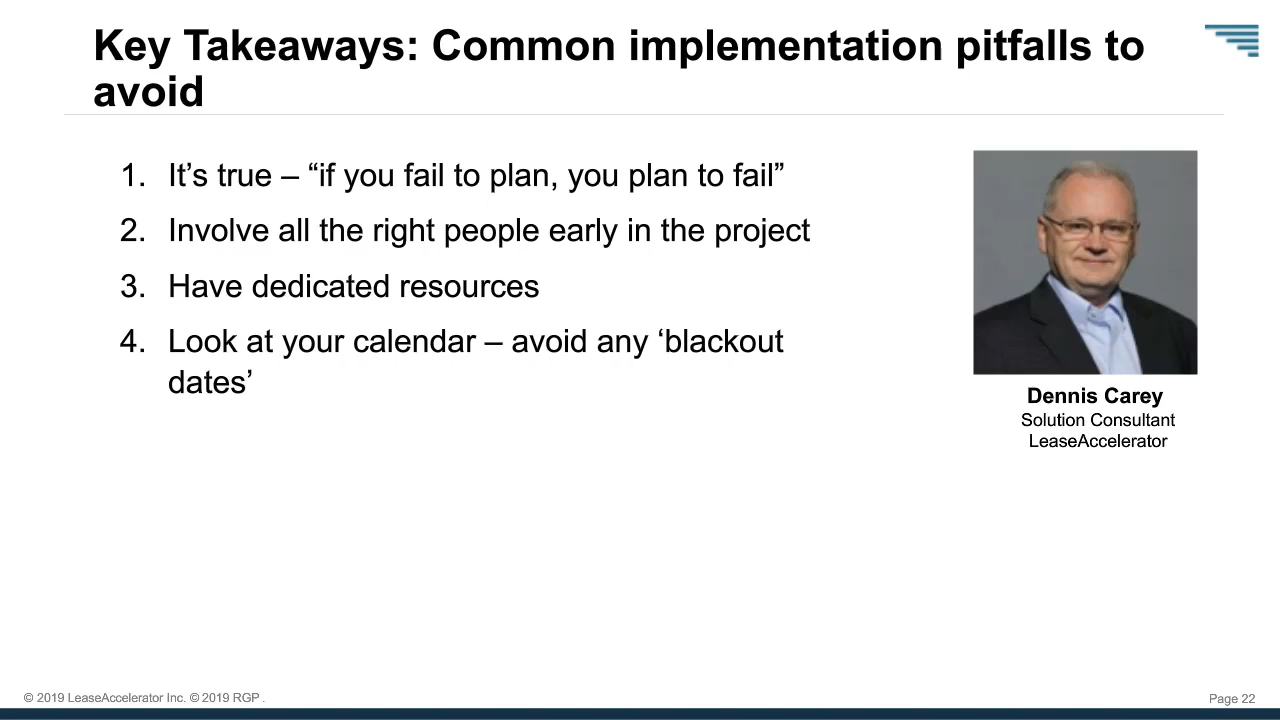 Key Takeaways: Common implementation pitfalls to
avoid
1. It’s true – “if you fail to plan, you plan to fail”
2. Involve all the right people early in the project
3. Have dedicated resources
4. Look at your calendar – avoid any ‘blackout
dates’
Dennis Carey
Solution Consultant
LeaseAccelerator
© 2019 LeaseAccelerator Inc. © 2019 RGP .
Page 22